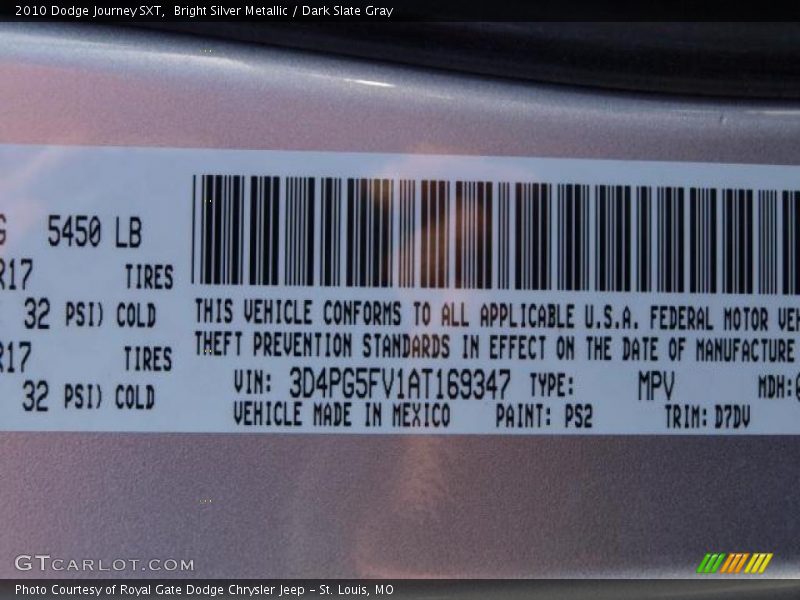 2010 Dodge Journey SXT,  Bright Silver Metallic / Dark Slate Gray
5450 LB
R17 TIRES
32 PSI) COLD
R17 TIRES
32 PSI) COLD
THIS VEHICLE CONFORMS TO ALL APPLICABLE U.S.A. FEDERAL MOTOR VEH
THEFT PREVENTION STANDARDS IN EFFECT ON THE DATE OF MANUFACTURE
VIN: 3D4PG5FV1AT169347 TYPE: MPV MDH:
VEHICLE MADE IN MEXICO PAINT: PS2 TRIM: D7DV
GTCARLOT.COM
Photo Courtesy of Royal Gate Dodge Chrysler Jeep – St. Louis, MO